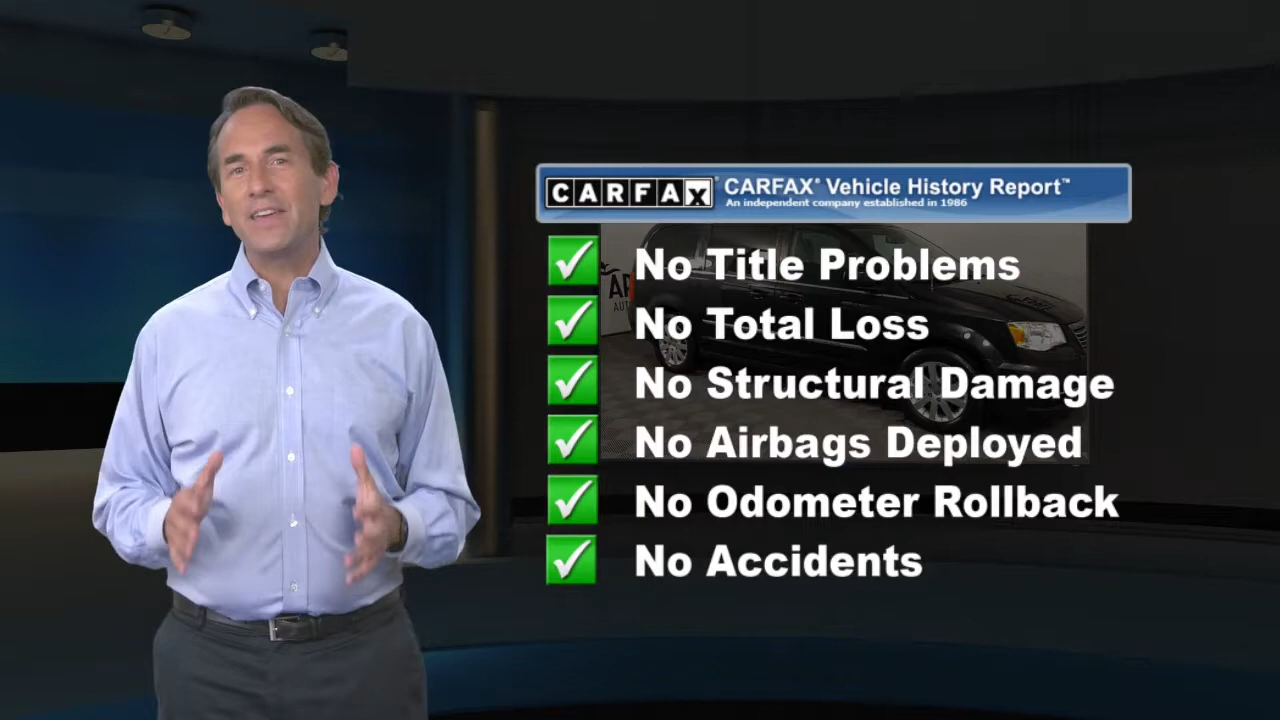 CARFAX® CARFAX® Vehicle History Report™
An independent company established in 1986
No Title Problems
No Total Loss
No Structural Damage
No Airbags Deployed
No Odometer Rollback
No Accidents